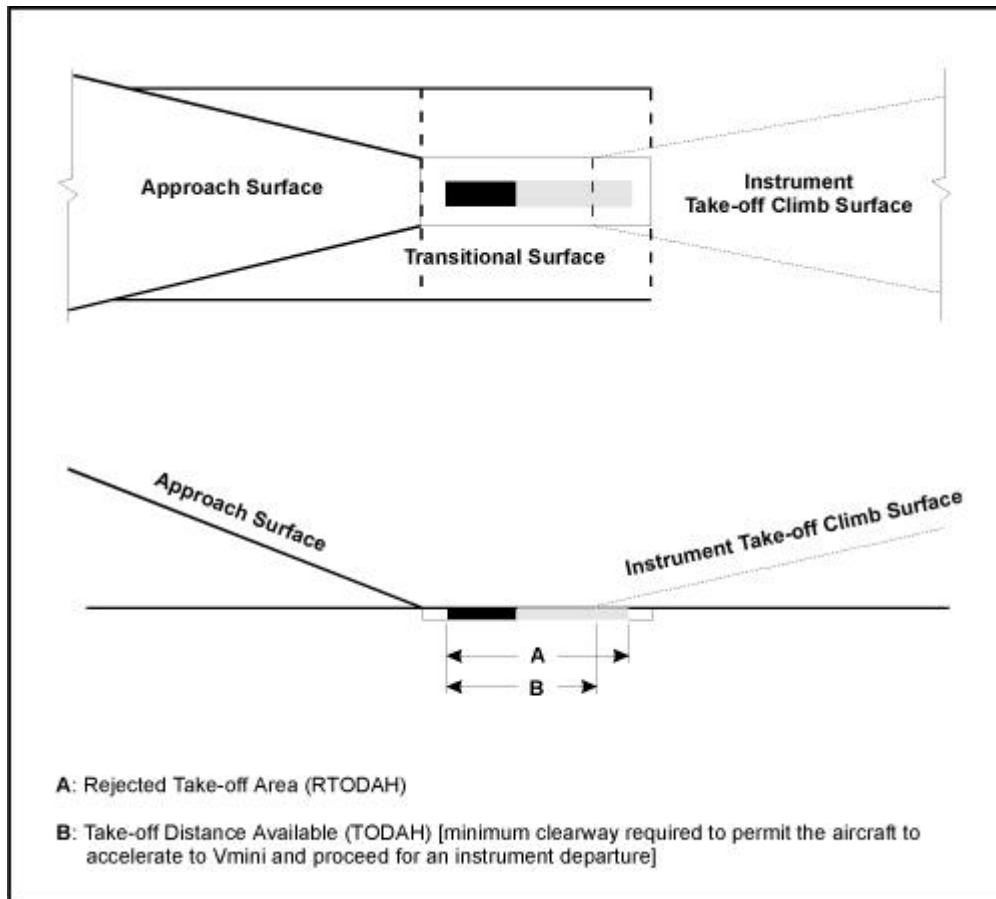 Approach Surface
Instrument
Take-off Climb Surface
Transitional Surface
Approach Surface
Instrument Take-off Climb Surface
A
B
A: Rejected Take-off Area (RTODAH)
B: Take-off Distance Available (TODAH) [minimum clearway required to permit the aircraft to
accelerate to Vmini and proceed for an instrument departure]